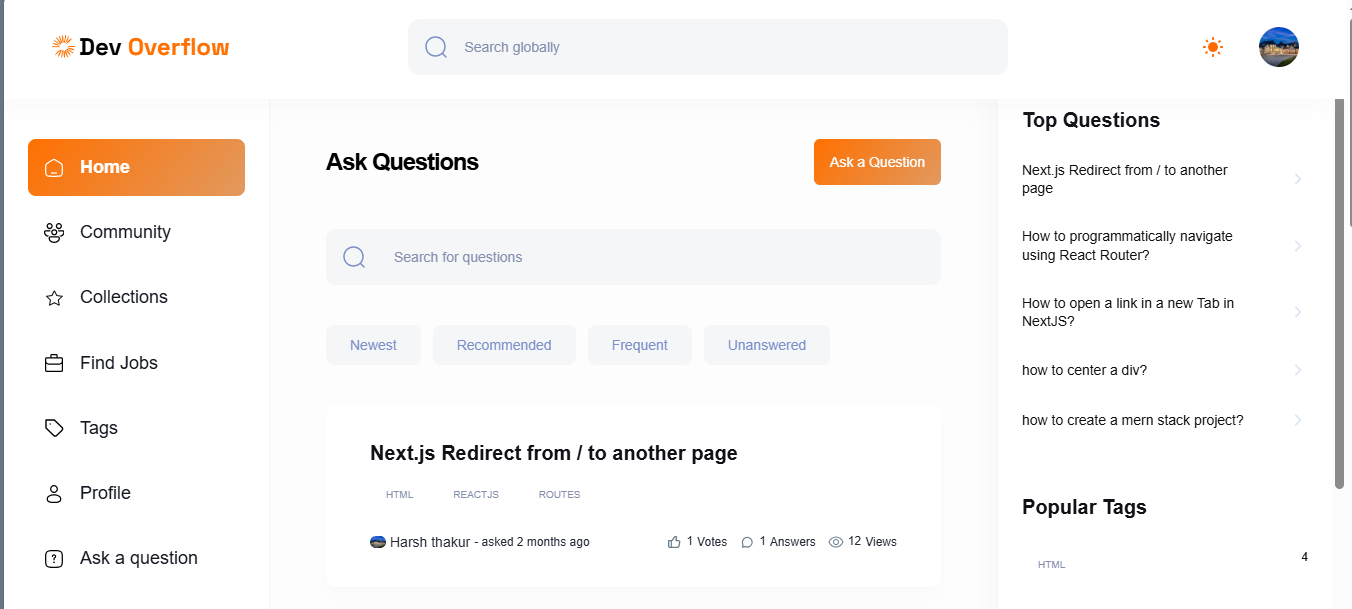 Dev Overflow
Search globally
Home
Community
Collections
Find Jobs
Tags
Profile
Ask a question
Ask Questions
Ask a Question
Search for questions
Newest
Recommended
Frequent
Unanswered
Next.js Redirect from / to another page
HTML
REACTJS
ROUTES
Harsh thakur - asked 2 months ago
1 Votes
1 Answers
12 Views
Top Questions
Next.js Redirect from / to another
page
How to programmatically navigate
using React Router?
How to open a link in a new Tab in
NextJS?
how to center a div?
how to create a mern stack project?
Popular Tags
HTML
4